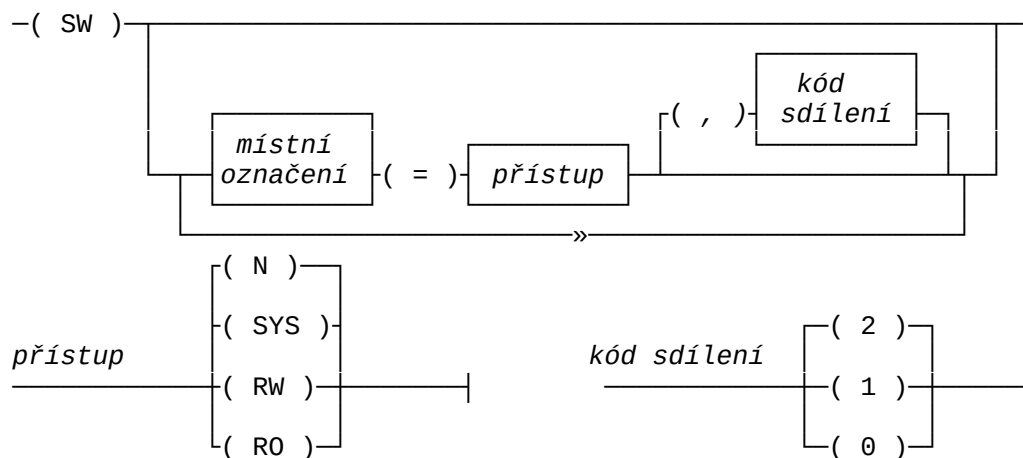 ( SW )
kód
( , ) sdílení
místní
označení ( = ) přístup
»
( N )
( SYS ) ( 2 )
přístup kód sdílení
( RW ) ( 1 )
( RO ) ( 0 )